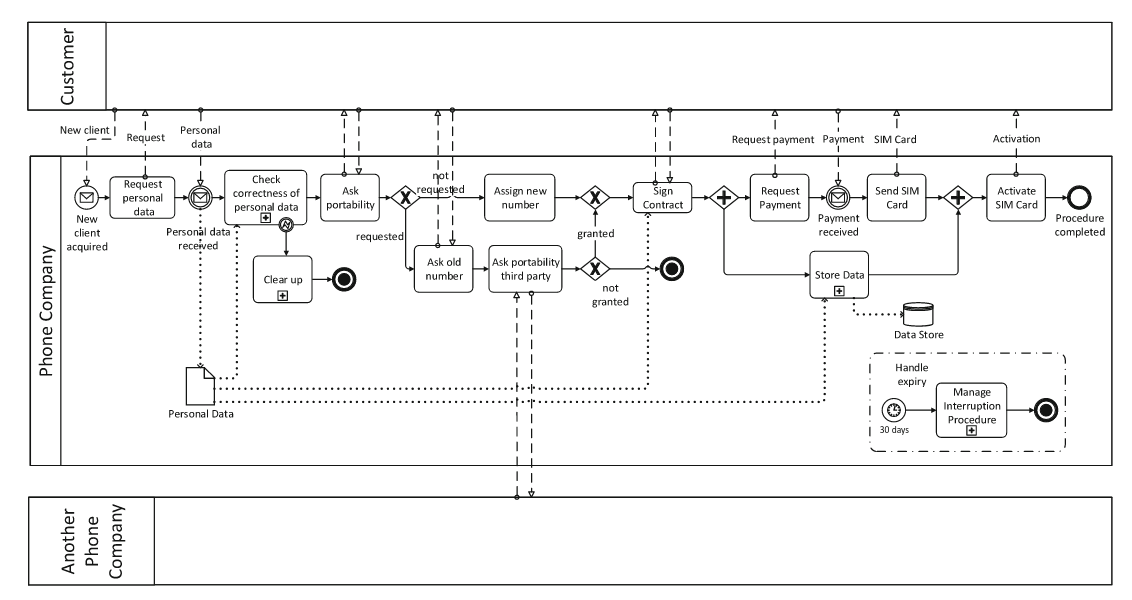 Customer
New client
Request
Personal
data
Request payment
Payment
SIM Card
Activation
Phone Company
New
client
acquired
Request
personal
data
Personal data
received
Check
correctness of
personal data
Clear up
Ask
portability
not
requested
requested
Assign new
number
Ask old
number
Ask portability
third party
granted
not
granted
Sign
Contract
Request
Payment
Payment
received
Send SIM
Card
Store Data
Data Store
Activate
SIM Card
Procedure
completed
Personal Data
Handle
expiry
30 days
Manage
Interruption
Procedure
Another
Phone
Company